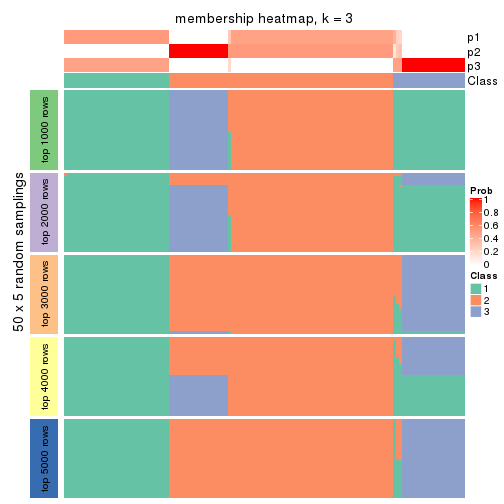 membership heatmap, k = 3
p1
p2
p3
Class
50 x 5 random samplings
top 1000 rows
top 2000 rows
top 3000 rows
top 4000 rows
top 5000 rows
Prob
1
0.8
0.6
0.4
0.2
0
Class
1
2
3